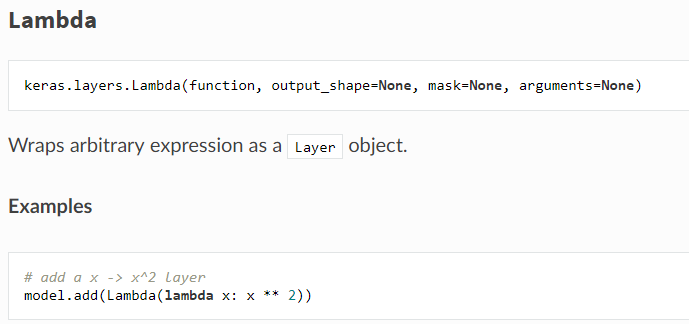 Lambda
keras.layers.Lambda(function, output_shape=None, mask=None, arguments=None)
Wraps arbitrary expression as a Layer object.
Examples
# add a x -> x^2 layer
model.add(Lambda(lambda x: x ** 2))